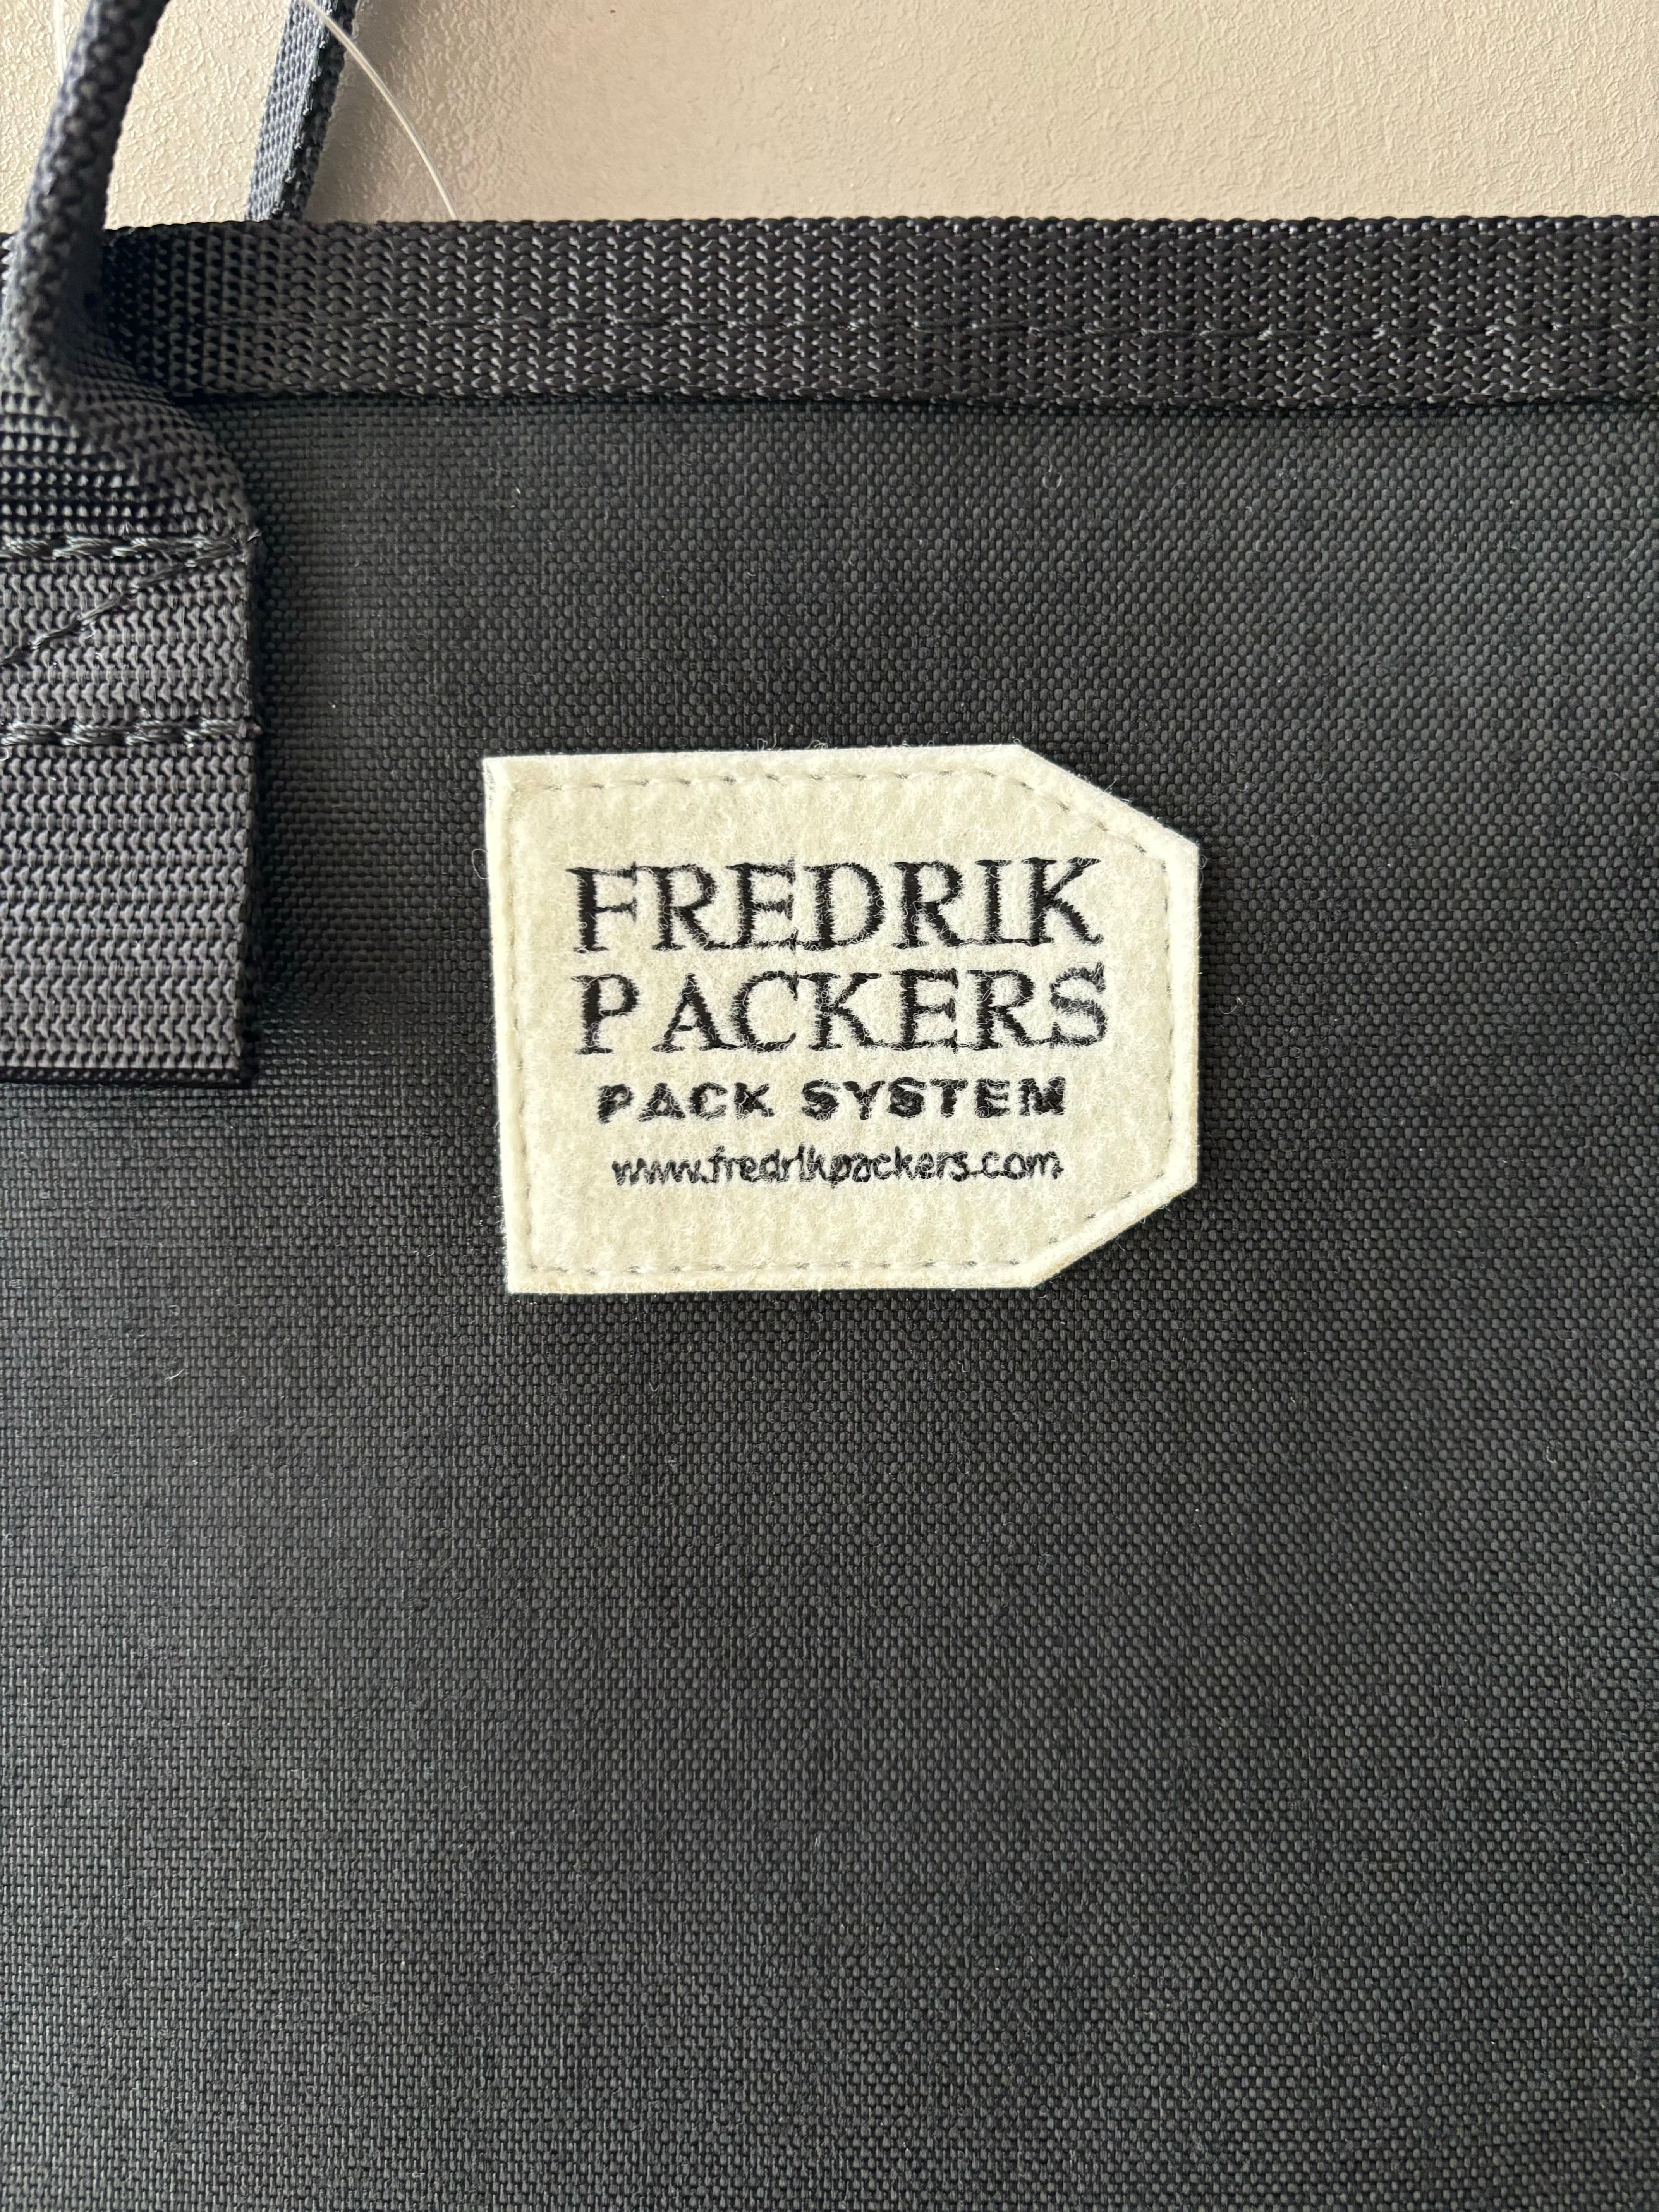 FREDRIK
PACKERS
PACK SYSTEM
www.fredrikpackers.com